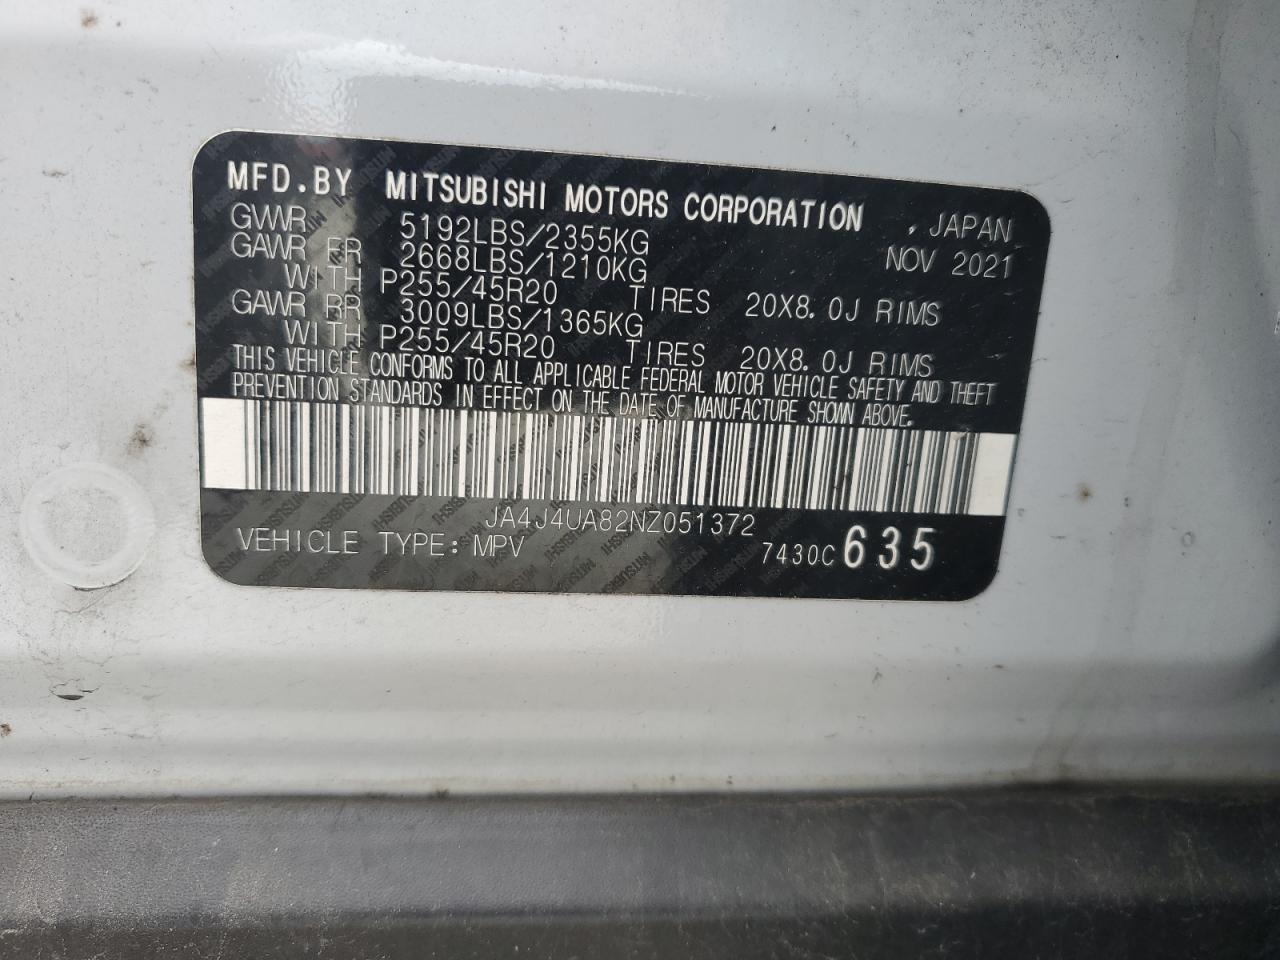 MFD.BY MITSUBISHI MOTORS CORPORATION , JAPAN
GVWR 5192LBS/2355KG NOV 2021
GAWR FR 2668LBS/1210KG
WITH P255/45R20 TIRES 20X8.0J RIMS
GAWR RR 3009LBS/1365KG
WITH P255/45R20 TIRES 20X8.0J RIMS
THIS VEHICLE CONFORMS TO ALL APPLICABLE FEDERAL MOTOR VEHICLE SAFETY AND THEFT
PREVENTION STANDARDS IN EFFECT ON THE DATE OF MANUFACTURE SHOWN ABOVE.
JA4J4UA82NZ051372
VEHICLE TYPE: MPV 7430C 635